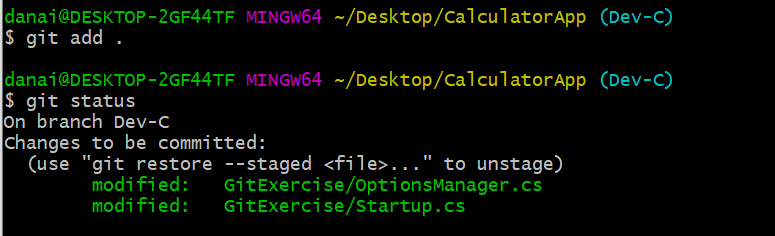 danai@DESKTOP-2GF44TF MINGW64 ~/Desktop/CalculatorApp (Dev-C)
$ git add .
danai@DESKTOP-2GF44TF MINGW64 ~/Desktop/CalculatorApp (Dev-C)
$ git status
On branch Dev-C
Changes to be committed:
  (use "git restore --staged <file>..." to unstage)
        modified:   GitExercise/OptionsManager.cs
        modified:   GitExercise/Startup.cs